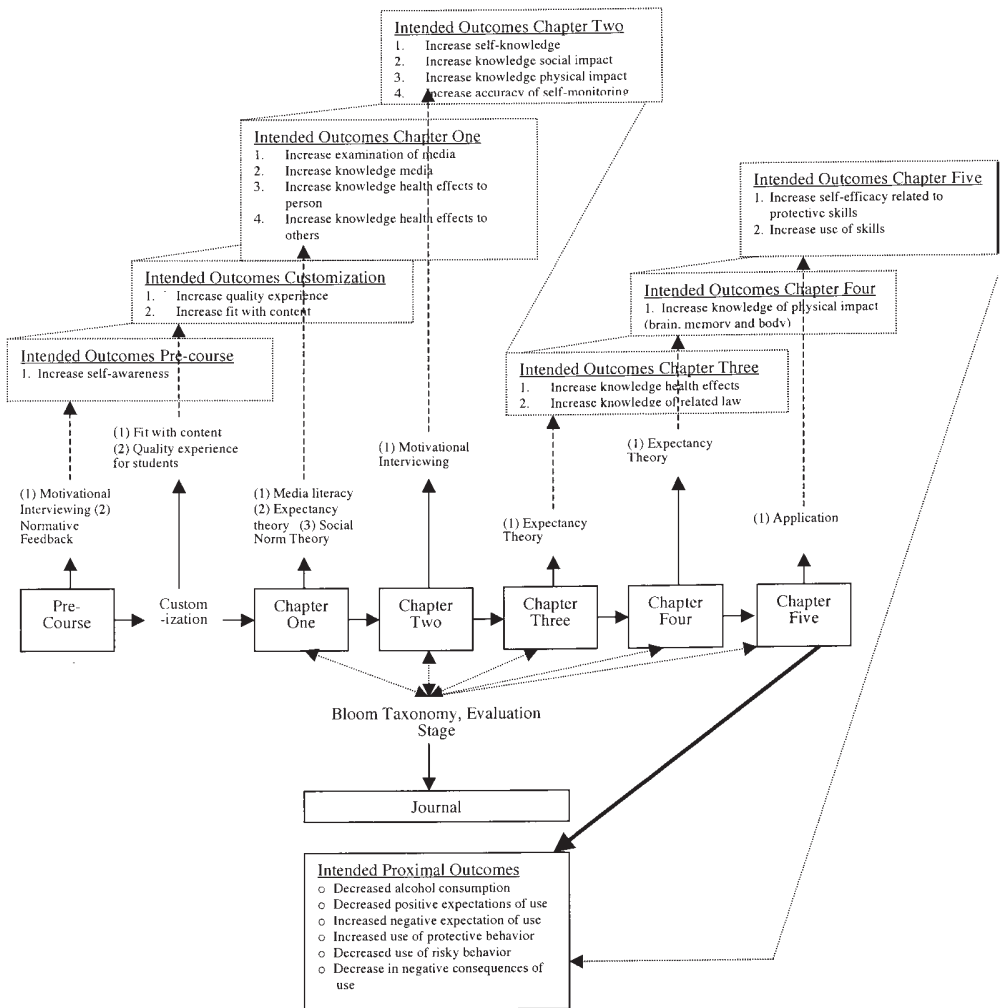 Intended Outcomes Chapter Two
1. Increase self-knowledge
2. Increase knowledge social impact
3. Increase knowledge physical impact
4. Increase accuracy of self-monitoring
Intended Outcomes Chapter One
1. Increase examination of media
2. Increase knowledge media
3. Increase knowledge health effects to
person
4. Increase knowledge health effects to
others
Intended Outcomes Chapter Five
1. Increase self-efficacy related to
protective skills
2. Increase use of skills
Intended Outcomes Customization
1. Increase quality experience
2. Increase fit with content
Intended Outcomes Chapter Four
1. Increase knowledge of physical impact
(brain, memory and body)
Intended Outcomes Pre-course
1. Increase self-awareness
Intended Outcomes Chapter Three
1. Increase knowledge health effects
2. Increase knowledge of related law
(1) Fit with content
(2) Quality experience
for students
(1) Motivational
Interviewing
(1) Expectancy
Theory
(1) Motivational
Interviewing (2)
Normative
Feedback
(1) Media literacy
(2) Expectancy
theory (3) Social
Norm Theory
(1) Expectancy
Theory
(1) Application
Pre-
Course
Custom
-ization
Chapter
One
Chapter
Two
Chapter
Three
Chapter
Four
Chapter
Five
Bloom Taxonomy, Evaluation
Stage
Journal
Intended Proximal Outcomes
o Decreased alcohol consumption
o Decreased positive expectations of use
o Increased negative expectation of use
o Increased use of protective behavior
o Decreased use of risky behavior
o Decrease in negative consequences of
use